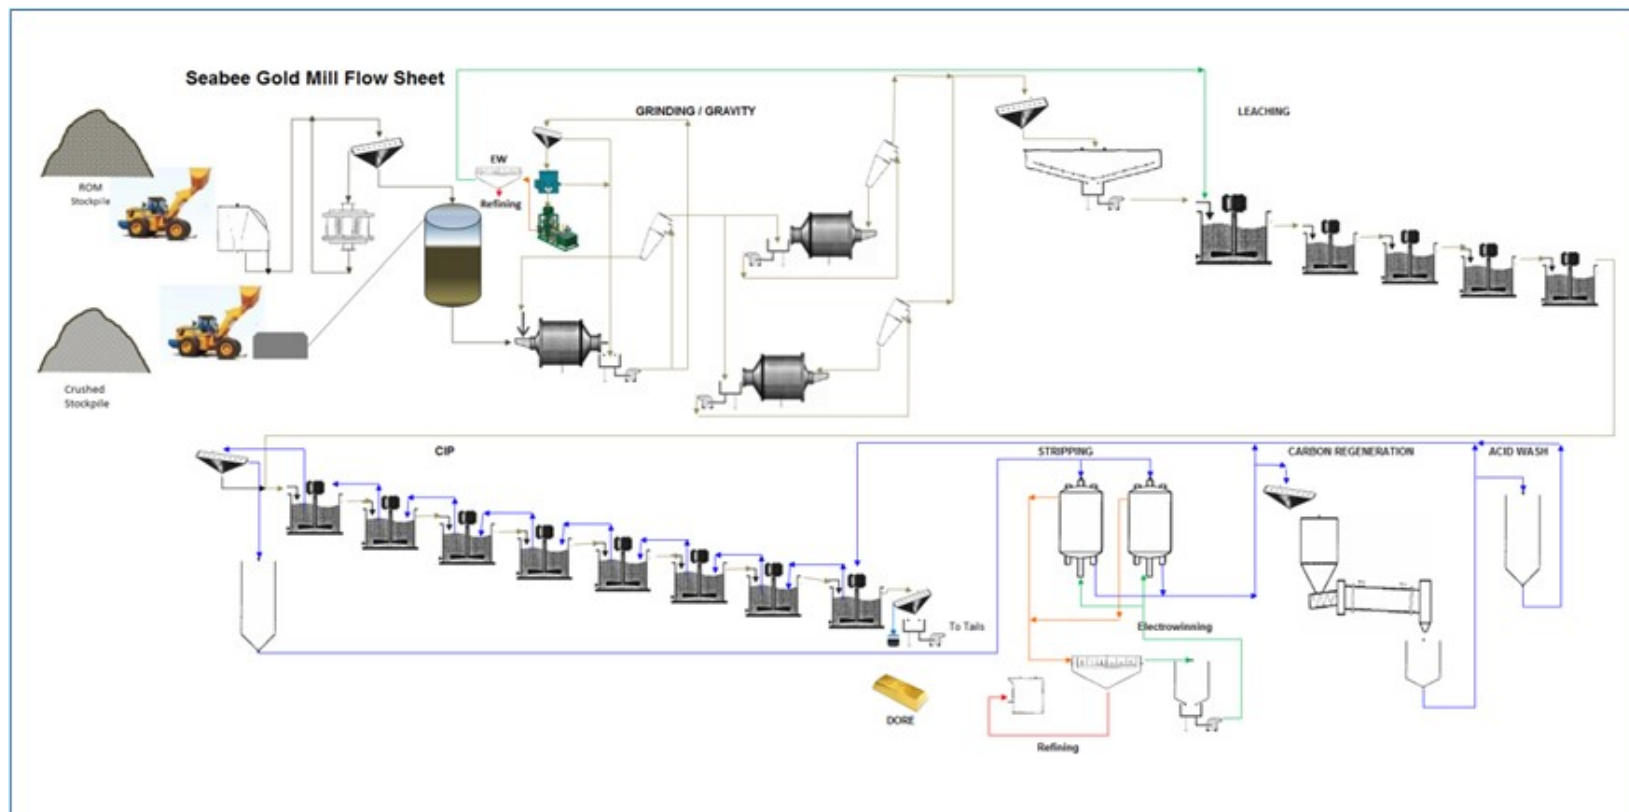 Seabee Gold Mill Flow Sheet
GRINDING / GRAVITY
LEACHING
ROM
Stockpile
EW
Refining
Crushed
Stockpile
CIP
STRIPPING
CARBON REGENERATION
ACID WASH
To Tails
Electrowinning
DORE
Refining